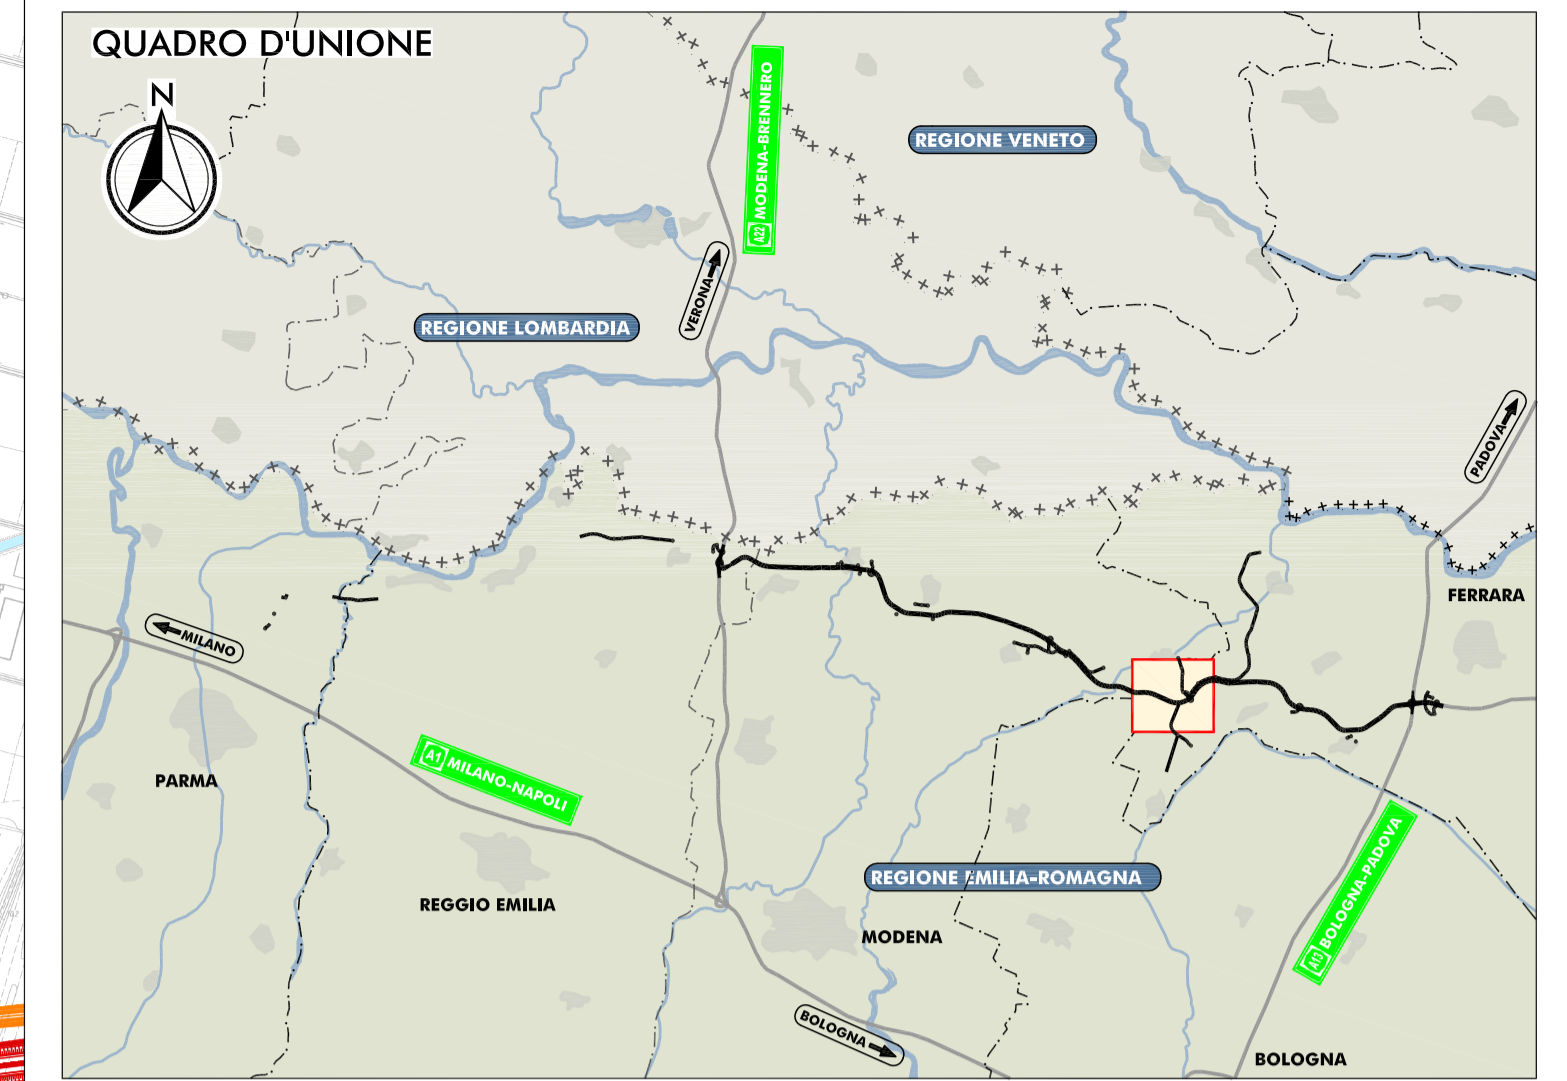 QUADRO D'UNIONE
N
A22 MODENA-BRENNERO
REGIONE VENETO
VERONA
REGIONE LOMBARDIA
PADOVA
FERRARA
MILANO
PARMA
A1 MILANO-NAPOLI
REGGIO EMILIA
REGIONE EMILIA-ROMAGNA
MODENA
A13 BOLOGNA-PADOVA
BOLOGNA
BOLOGNA